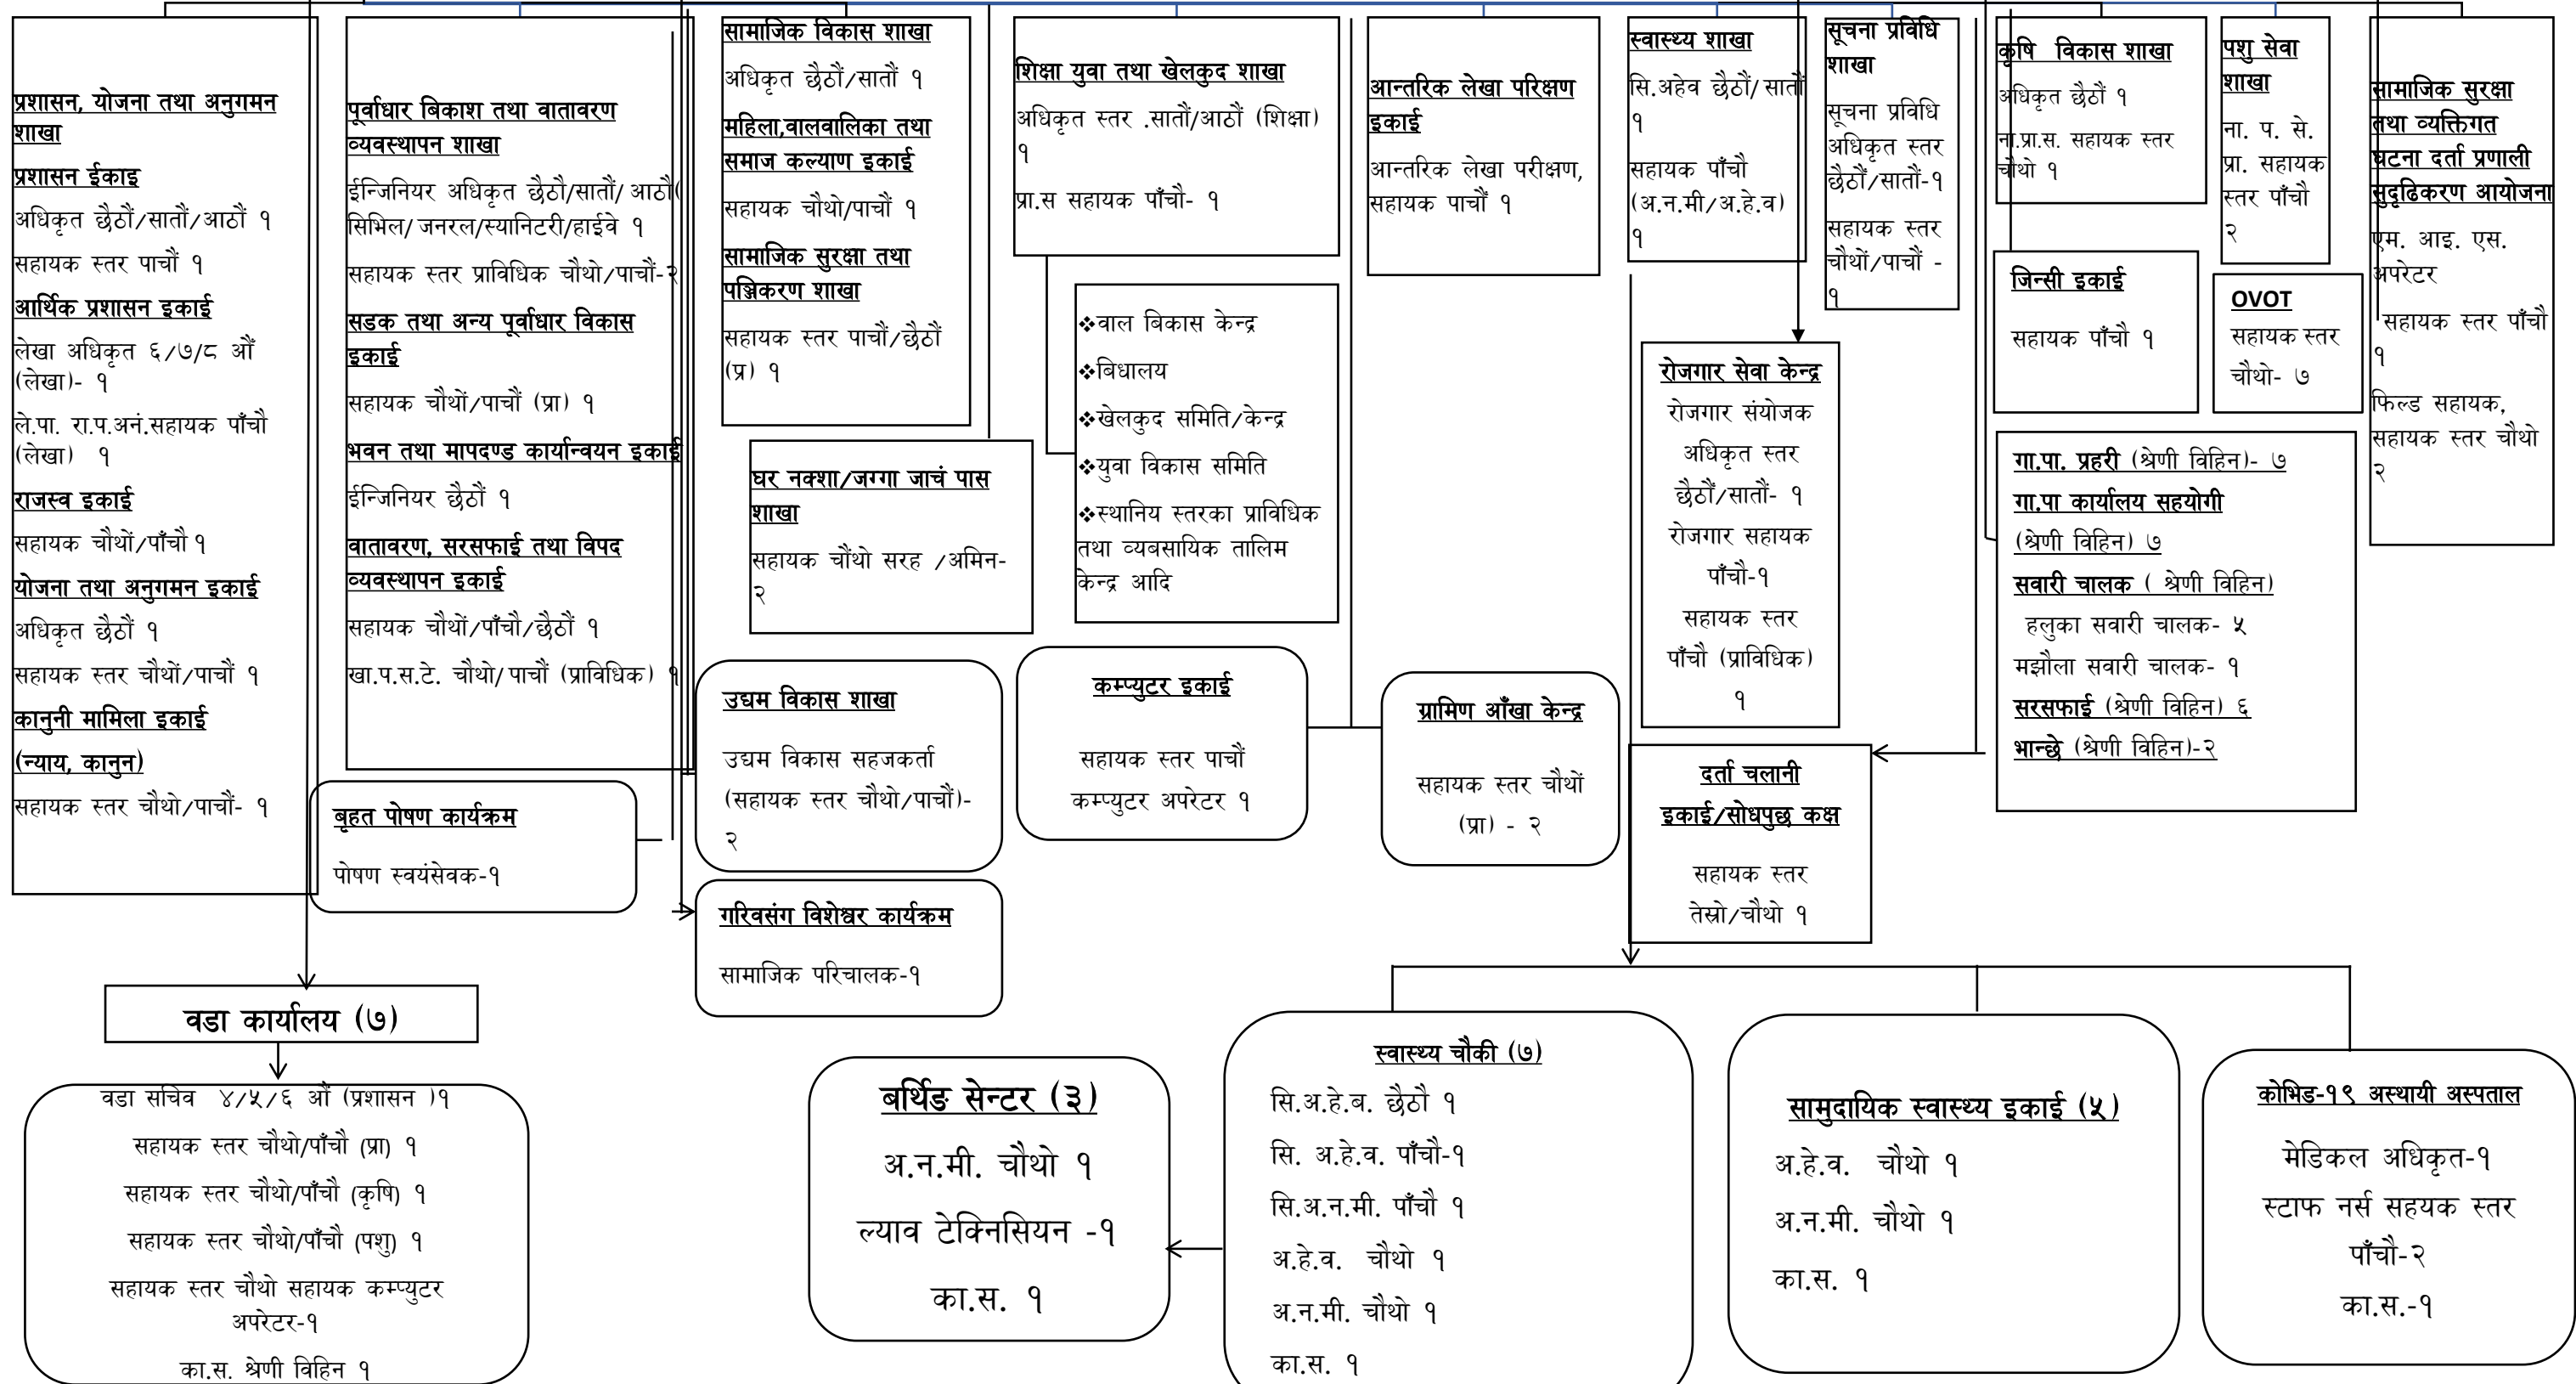 प्रशासन, योजना तथा अनुगमन
शाखा
प्रशासन ईकाइ
अधिकृत छैठौं/सातौं/आठौं १
सहायक स्तर पाचौं १
आर्थिक प्रशासन इकाई
लेखा अधिकृत ६/७/८ औं
(लेखा)- १
ले.पा. रा.प.अनं.सहायक पाँचौ
(लेखा) १
राजस्व इकाई
सहायक चौथों/पाँचौ १
योजना तथा अनुगमन इकाई
अधिकृत छैठौं १
सहायक स्तर चौथों/पाचौं १
कानुनी मामिला इकाई
(न्याय, कानुन)
सहायक स्तर चौथो/पाचौं- १
पूर्वाधार बिकाश तथा वातावरण
व्यवस्थापन शाखा
ईन्जिनियर अधिकृत छैठौ/सातौं/ आठौ(
सिभिल/ जनरल/स्यानिटरी/हाईवे १
सहायक स्तर प्राविधिक चौथो/पाचौं-२
सडक तथा अन्य पूर्वाधार विकास
इकाई
सहायक चौथों/पाचौं (प्रा) १
भवन तथा मापदण्ड कार्यान्वयन इकाई
ईन्जिनियर छैठौं १
वातावरण, सरसफाई तथा विपद
व्यवस्थापन इकाई
सहायक चौथों/पाँचौ/छैठौं १
खा.प.स.टे. चौथो/ पाचौं (प्राविधिक) १
सामाजिक विकास शाखा
अधिकृत छैठौं/सातौं १
महिला,वालवालिका तथा
समाज कल्याण इकाई
सहायक चौथो/पाचौं १
सामाजिक सुरक्षा तथा
पञ्जिकरण शाखा
सहायक स्तर पाचौं/छैठौं
(प्र) १
घर नक्शा/जग्गा जाचं पास
शाखा
सहायक चौंथो सरह /अमिन-
२
शिक्षा युवा तथा खेलकुद शाखा
अधिकृत स्तर .सातौं/आठौं (शिक्षा)
१
प्रा.स सहायक पाँचौ- १
❖वाल बिकास केन्द्र
❖बिधालय
❖खेलकुद समिति/केन्द्र
❖युवा विकास समिति
❖स्थानिय स्तरका प्राविधिक
तथा व्यबसायिक तालिम
केन्द्र आदि
आन्तरिक लेखा परिक्षण
इकाई
आन्तरिक लेखा परीक्षण,
सहायक पाचौं १
स्वास्थ्य शाखा
सि.अहेव छैठौं/ सातौं
१
सहायक पाँचौ
(अ.न.मी/अ.हे.व)
१
सूचना प्रविधि
शाखा
सूचना प्रविधि
अधिकृत स्तर
छैठौं/सातौं-१
सहायक स्तर
चौथों/पाचौं -
१
रोजगार सेवा केन्द्र
रोजगार संयोजक
अधिकृत स्तर
छैठौं/सातौं- १
रोजगार सहायक
पाँचौ-१
सहायक स्तर
पाँचौ (प्राविधिक)
१
कृषि विकास शाखा
अधिकृत छैठौं १
ना.प्रा.स. सहायक स्तर
चौथो १
जिन्सी इकाई
सहायक पाँचौ १
पशु सेवा
शाखा
ना. प. से.
प्रा. सहायक
स्तर पाँचौ
२
OVOT
सहायक स्तर
चौथो- ७
सामाजिक सुरक्षा
तथा व्यक्तिगत
घटना दर्ता प्रणाली
सुदृढिकरण आयोजना
एम. आइ. एस.
अपरेटर
सहायक स्तर पाँचौ
१
फिल्ड सहायक,
सहायक स्तर चौथो
२
गा.पा. प्रहरी (श्रेणी विहिन)- ७
गा.पा कार्यालय सहयोगी
(श्रेणी विहिन) ७
सवारी चालक ( श्रेणी विहिन)
हलुका सवारी चालक- ५
मझौला सवारी चालक- १
सरसफाई (श्रेणी विहिन) ६
भान्छे (श्रेणी विहिन)-२
बृहत पोषण कार्यक्रम
पोषण स्वयंसेवक-१
उद्यम विकास शाखा
उद्यम विकास सहजकर्ता
(सहायक स्तर चौथो/पाचौं)-
२
कम्प्युटर इकाई
सहायक स्तर पाचौं
कम्प्युटर अपरेटर १
ग्रामिण आँखा केन्द्र
सहायक स्तर चौथों
(प्रा) - २
दर्ता चलानी
इकाई/सोधपुछ कक्ष
सहायक स्तर
तेस्रो/चौथो १
गरिवसंग विशेश्वर कार्यक्रम
सामाजिक परिचालक-१
वडा कार्यालय (७)
वडा सचिव ४/५/६ औं (प्रशासन )१
सहायक स्तर चौथो/पाँचौ (प्रा) १
सहायक स्तर चौथो/पाँचौ (कृषि) १
सहायक स्तर चौथो/पाँचौ (पशु) १
सहायक स्तर चौथो सहायक कम्प्युटर
अपरेटर-१
का.स. श्रेणी विहिन १
बर्थिङ सेन्टर (३)
अ.न.मी. चौथो १
ल्याव टेक्निसियन -१
का.स. १
स्वास्थ्य चौकी (७)
सि.अ.हे.ब. छैठौ १
सि. अ.हे.व. पाँचौ-१
सि.अ.न.मी. पाँचौ १
अ.हे.व. चौथो १
अ.न.मी. चौथो १
का.स. १
सामुदायिक स्वास्थ्य इकाई (५)
अ.हे.व. चौथो १
अ.न.मी. चौथो १
का.स. १
कोभिड-१९ अस्थायी अस्पताल
मेडिकल अधिकृत-१
स्टाफ नर्स सहयक स्तर
पाँचौ-२
का.स.-१